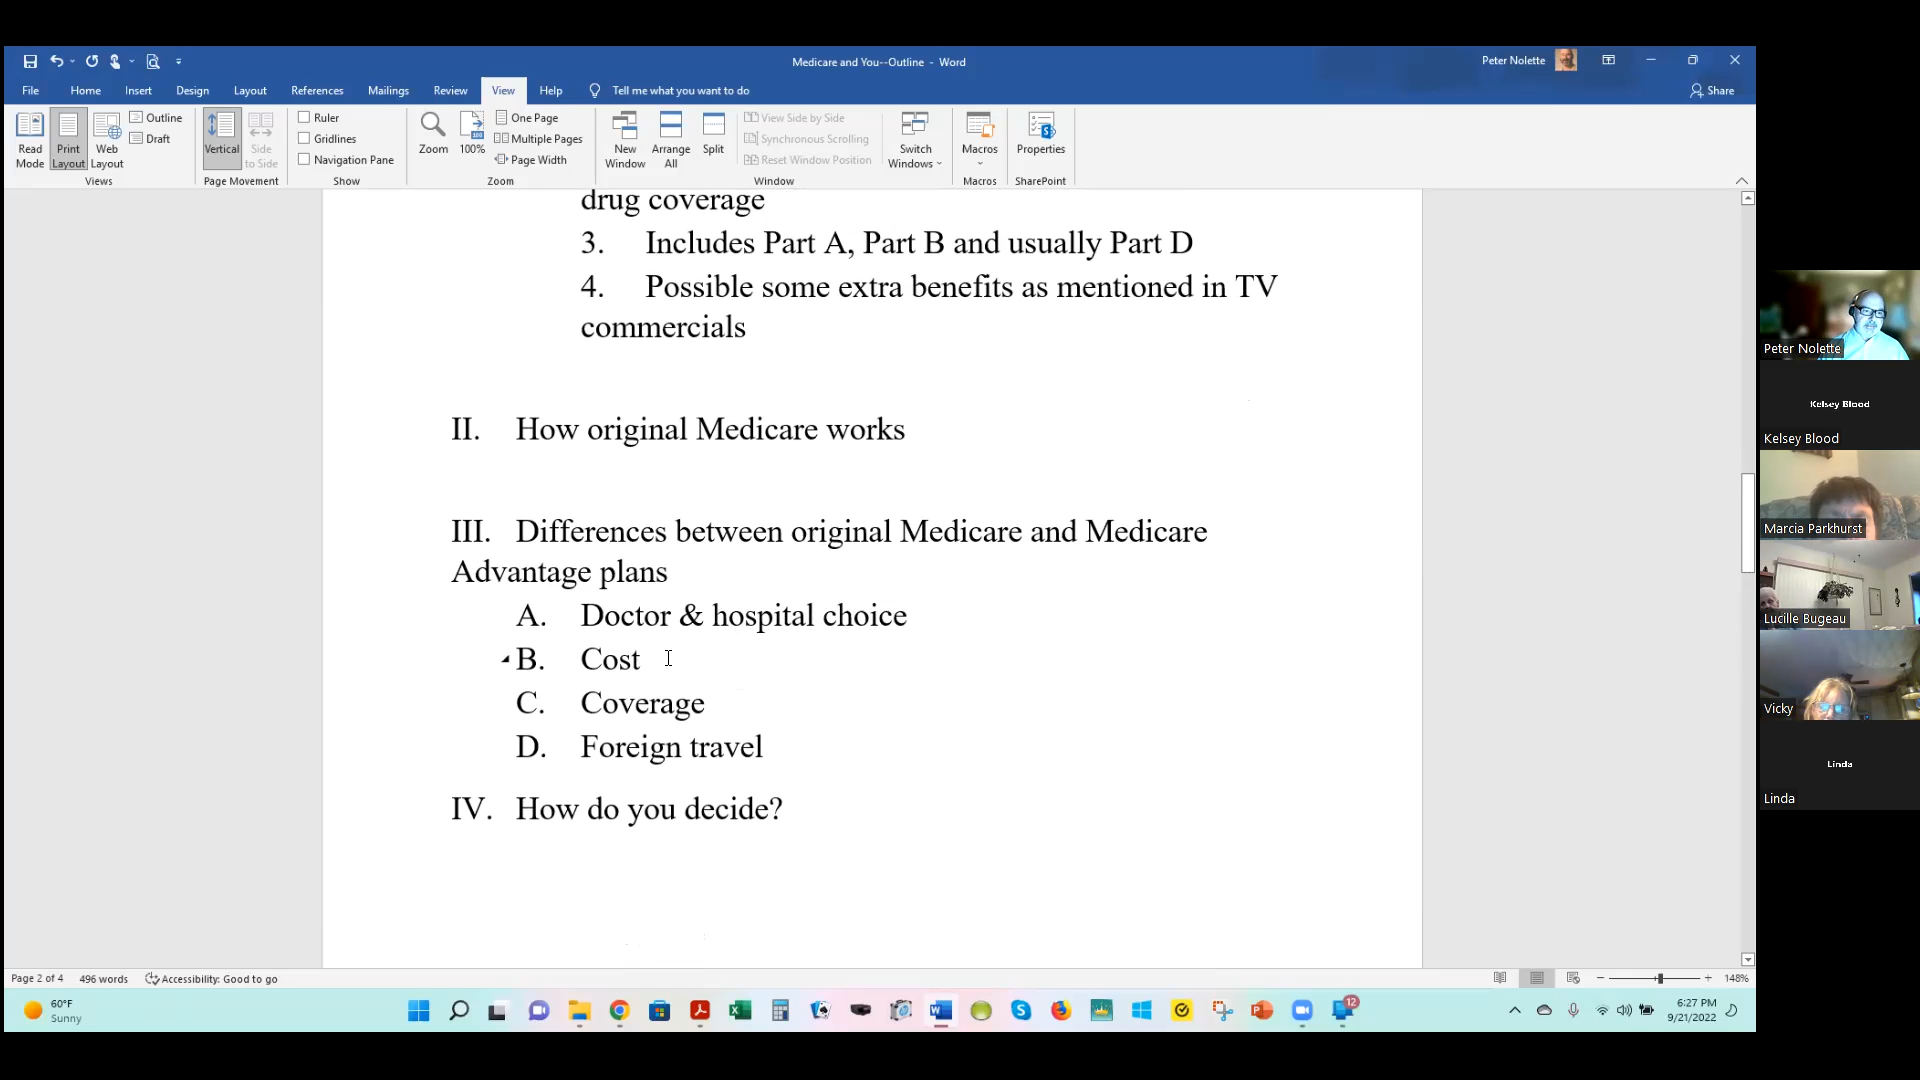 Medicare and You--Outline - Word
Peter Nolette
File Home Insert Design Layout References Mailings Review View Help Tell me what you want to do
Share
Read Mode
Print Layout
Web Layout
Outline
Draft
Views
Vertical
Side to Side
Page Movement
Ruler
Gridlines
Navigation Pane
Show
Zoom
100
100%
One Page
Multiple Pages
Page Width
Zoom
New Window
Arrange All
Split
View Side by Side
Synchronous Scrolling
Reset Window Position
Window
Switch Windows
Macros
Macros
Properties
SharePoint
drug coverage
3. Includes Part A, Part B and usually Part D
4. Possible some extra benefits as mentioned in TV
commercials
II. How original Medicare works
III. Differences between original Medicare and Medicare
Advantage plans
A. Doctor & hospital choice
B. Cost
C. Coverage
D. Foreign travel
IV. How do you decide?
Peter Nolette
Kelsey Blood
Kelsey Blood
Marcia Parkhurst
Lucille Bugeau
Vicky
Linda
Linda
Page 2 of 4 496 words Accessibility: Good to go
148%
60°F
Sunny
12
6:27 PM
9/21/2022